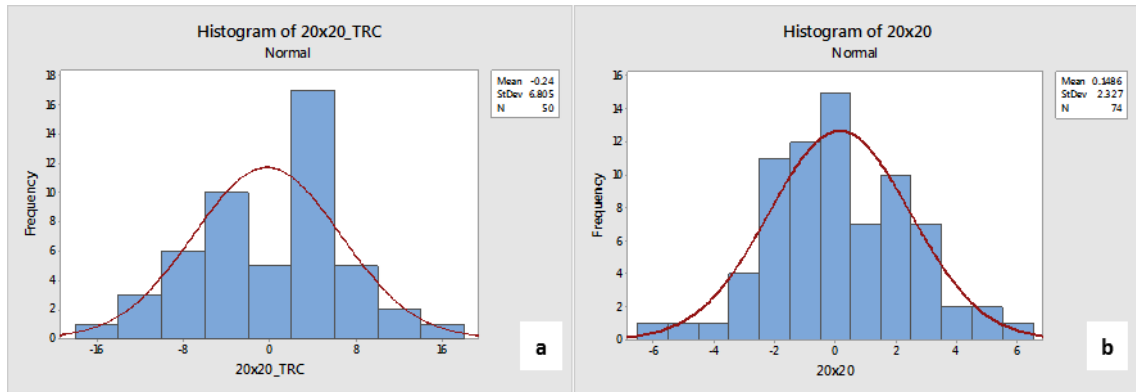 Histogram of 20x20_TRC
Normal
Mean -0.24
StDev 6.805
N 50
18
16
14
12
10
8
6
4
2
0
Frequency
-16 -8 0 8 16
20x20_TRC
a
Histogram of 20x20
Normal
Mean 0.1486
StDev 2.327
N 74
16
14
12
10
8
6
4
2
0
Frequency
-6 -4 -2 0 2 4 6
20x20
b